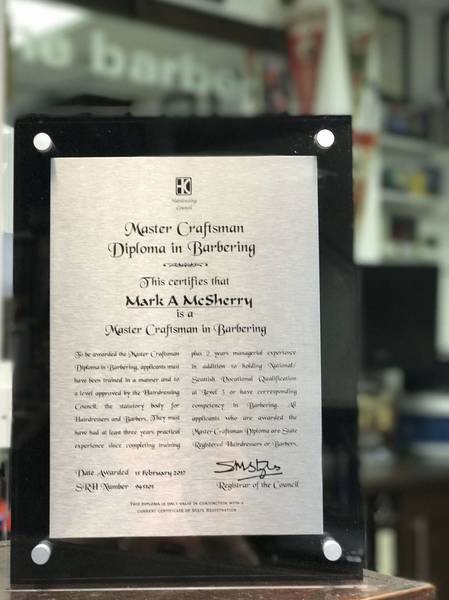 he barber
HC
Hairdressing
Council
Master Craftsman
Diploma in Barbering
This certifies that
Mark A McSherry
is a
Master Craftsman in Barbering
To be awarded the Master Craftsman
Diploma in Barbering, applicants must
have been trained in a manner and to
a level approved by the Hairdressing
Council, the statutory body for
Hairdressers and Barbers. They must
have had at least three years practical
experience since completing training
plus 2 years managerial experience
in addition to holding National/
Scottish Vocational Qualification
at Level 3 or have corresponding
competency in Barbering. All
applicants who are awarded the
Master Craftsman Diploma are State
Registered Hairdressers or Barbers.
Date Awarded 15 February 2017
SRH Number
Registrar of the Council
This diploma is only valid in conjunction with a
current certificate of State Registration